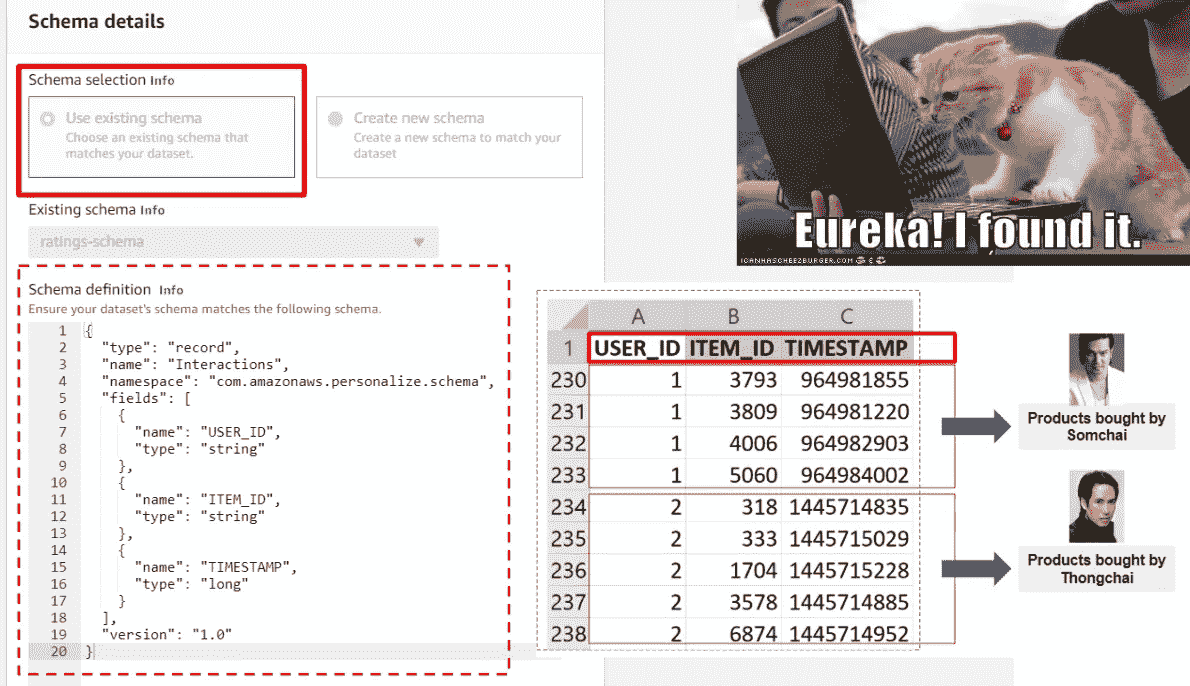 Schema details
Schema selection Info
Use existing schema
Choose an existing schema that
matches your dataset.
Create new schema
Create a new schema to match your
dataset
Existing schema Info
ratings-schema
Schema definition Info
Ensure your dataset's schema matches the following schema.
1 {
2 "type": "record",
3 "name": "Interactions",
4 "namespace": "com.amazonaws.personalize.schema",
5 "fields": [
6 {
7 "name": "USER_ID",
8 "type": "string"
9 },
10 {
11 "name": "ITEM_ID",
12 "type": "string"
13 },
14 {
15 "name": "TIMESTAMP",
16 "type": "long"
17 }
18 ],
19 "version": "1.0"
20 }
Eureka! I found it.
ICANHASCHEEZBURGER.COM
A B C
1 USER_ID ITEM_ID TIMESTAMP
230 1 3793 964981855
231 1 3809 964981220
232 1 4006 964982903
233 1 5060 964984002
234 2 318 1445714835
235 2 333 1445715029
236 2 1704 1445715228
237 2 3578 1445714885
238 2 6874 1445714952
Products bought by
Somchai
Products bought by
Thongchai